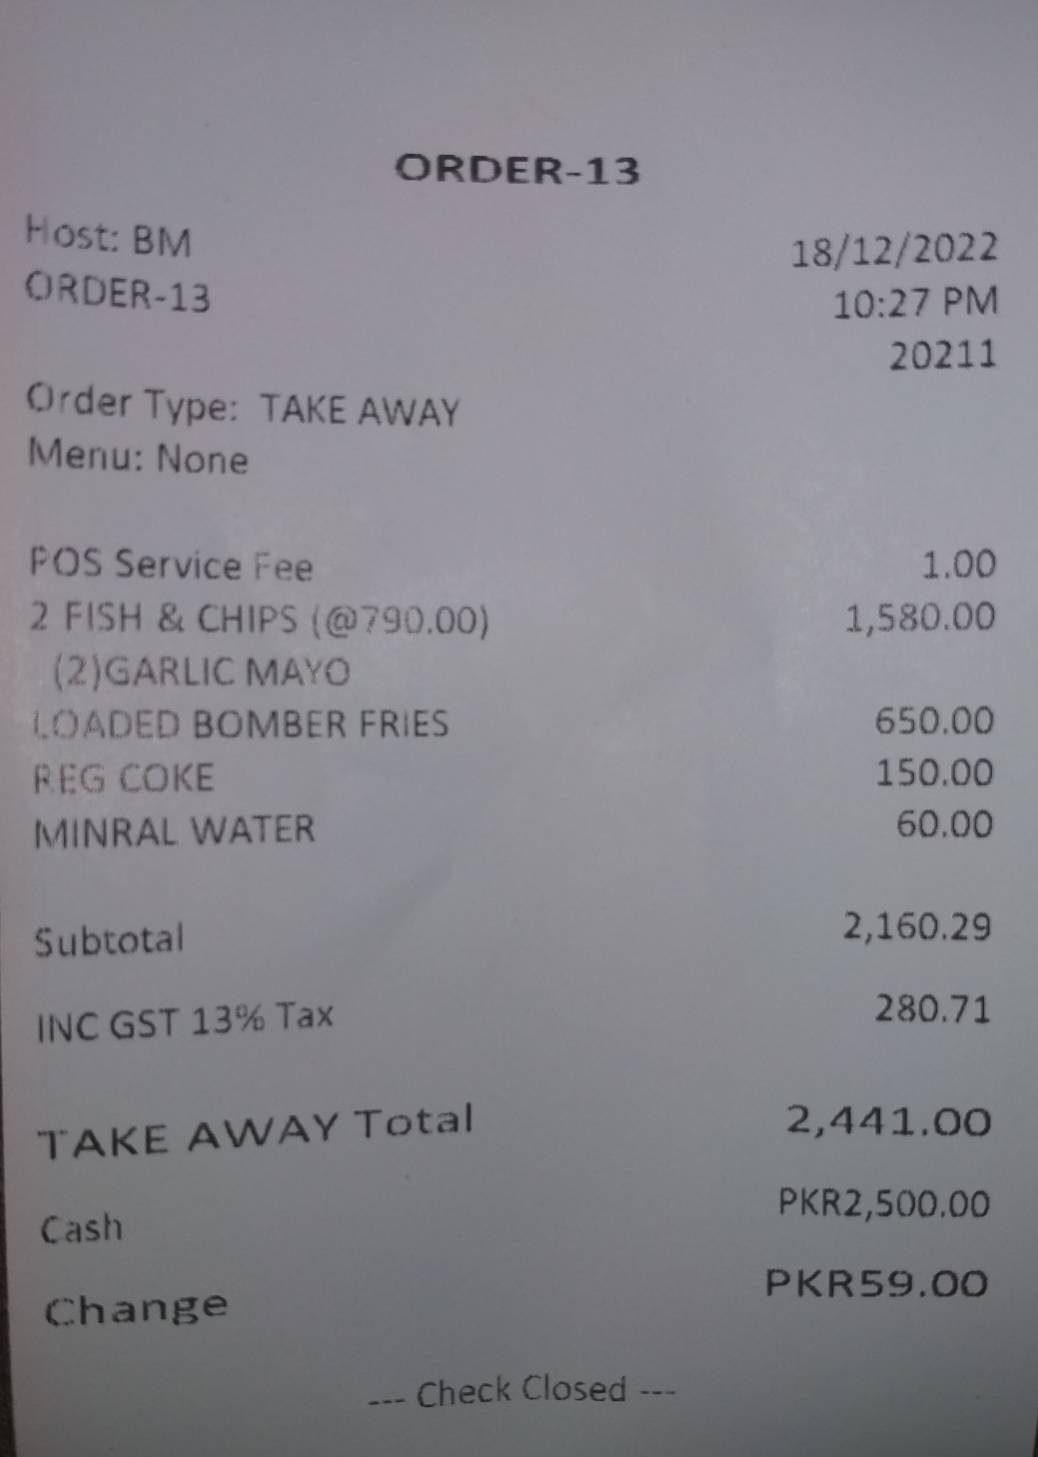 ORDER-13
Host: BM 18/12/2022
ORDER-13 10:27 PM
20211
Order Type: TAKE AWAY
Menu: None
POS Service Fee 1.00
2 FISH & CHIPS (@790.00) 1,580.00
(2)GARLIC MAYO
LOADED BOMBER FRIES 650.00
REG COKE 150.00
MINRAL WATER 60.00
Subtotal 2,160.29
INC GST 13% Tax 280.71
TAKE AWAY Total 2,441.00
Cash PKR2,500.00
Change PKR59.00
--- Check Closed ---